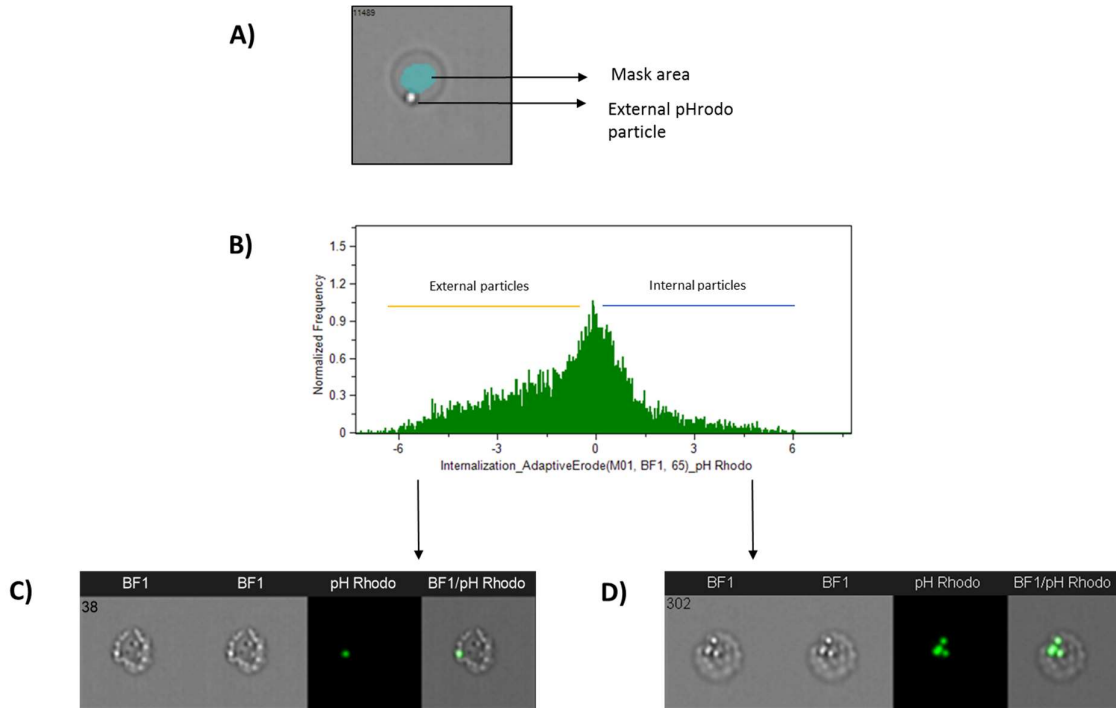 A)
11489
Mask area
External pHrodo
particle
B)
1.5
1.2
0.9
0.6
0.3
0
Normalized Frequency
External particles
Internal particles
-6
-3
0
3
6
Internalization_AdaptiveErode(M01, BF1, 65)_pH Rhodo
C)
BF1
BF1
pH Rhodo
BF1/pH Rhodo
38
D)
BF1
BF1
pH Rhodo
BF1/pH Rhodo
302